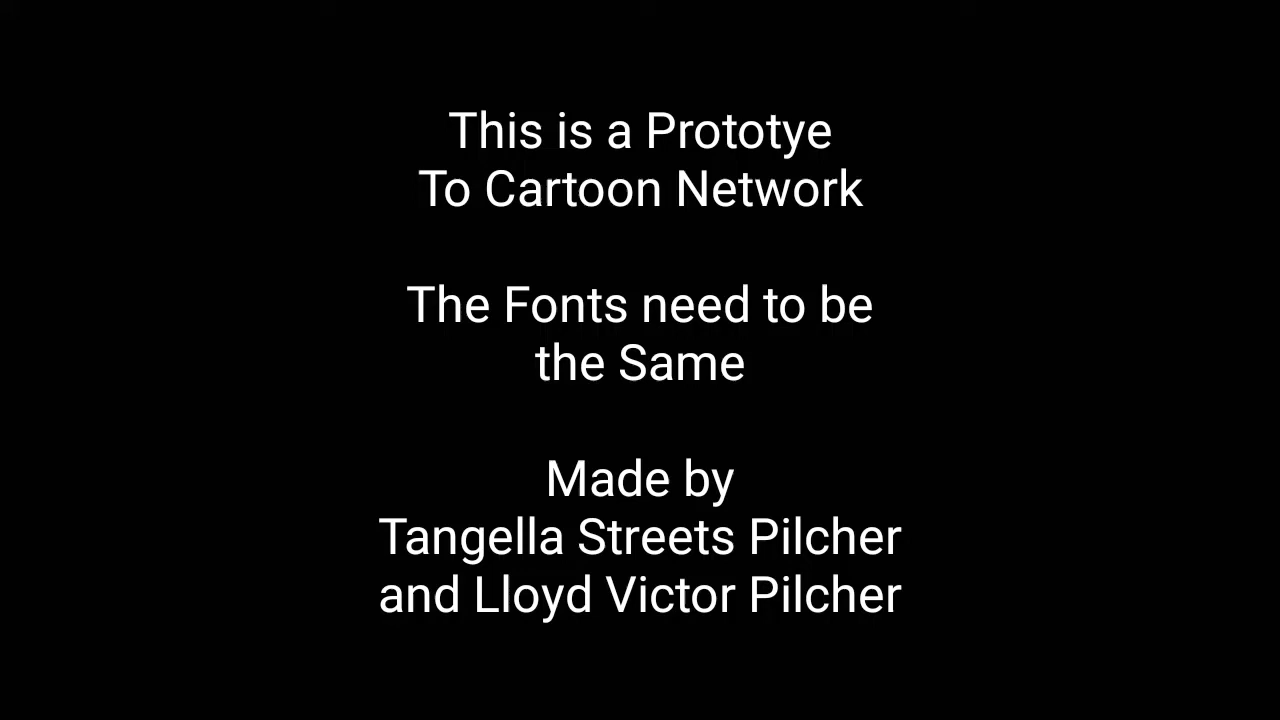 This is a Prototye
To Cartoon Network
The Fonts need to be
the Same
Made by
Tangella Streets Pilcher
and Lloyd Victor Pilcher